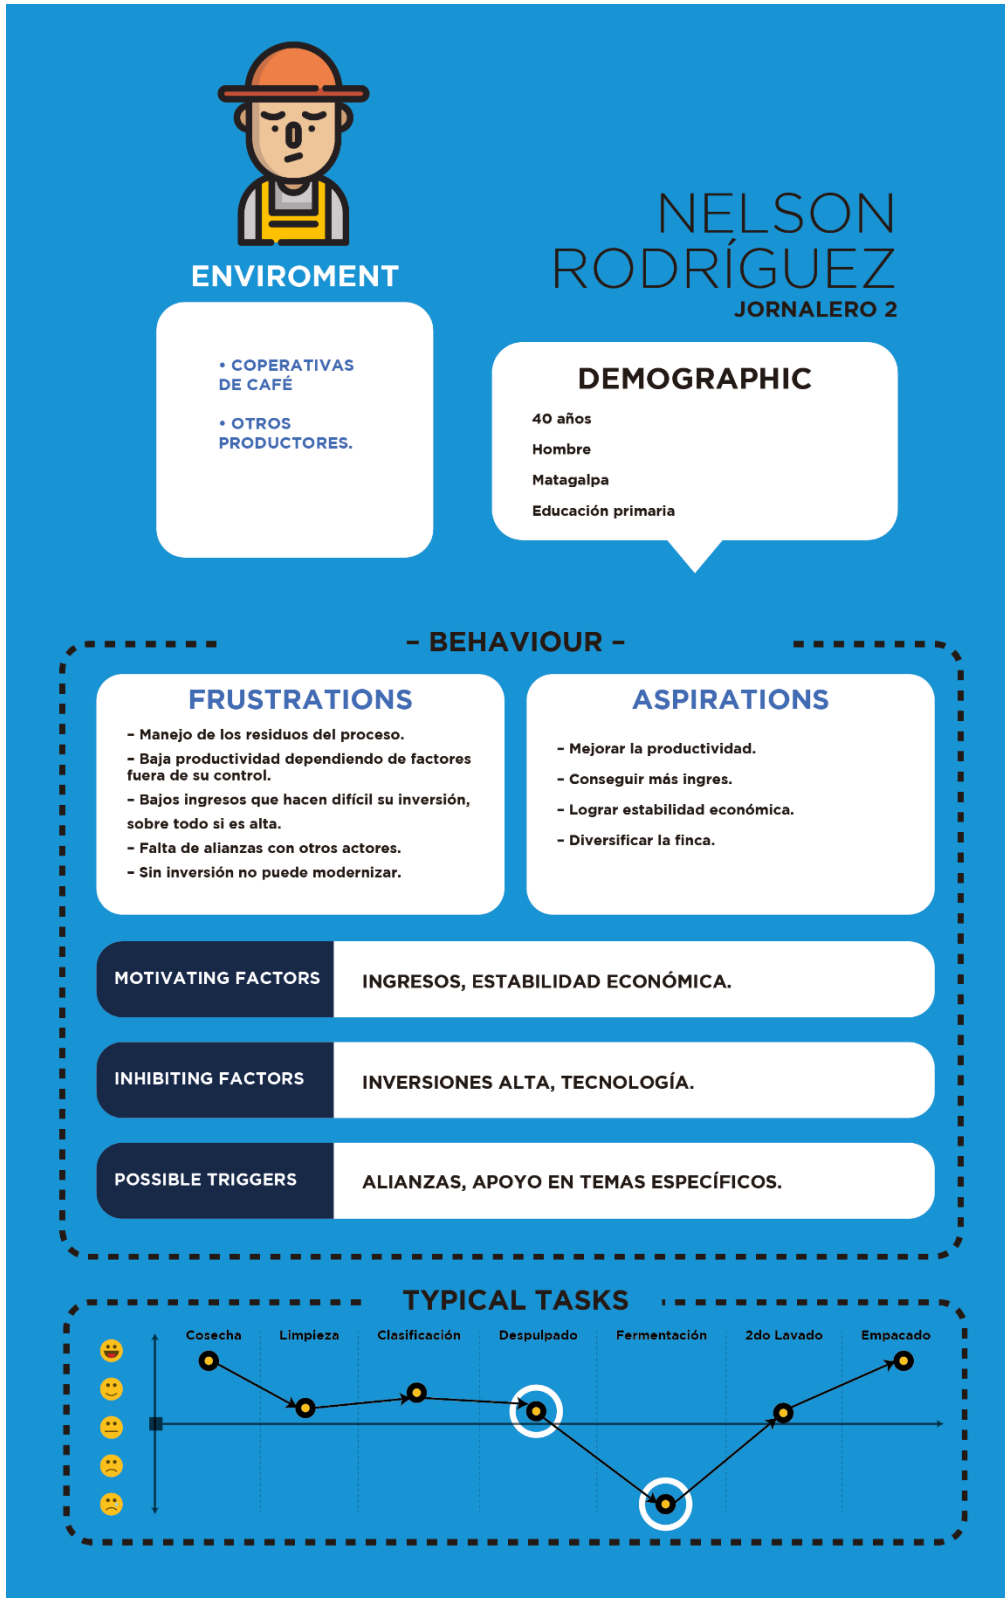 NELSON
RODRÍGUEZ
JORNALERO 2
ENVIROMENT
• COPERATIVAS
DE CAFÉ
• OTROS
PRODUCTORES.
DEMOGRAPHIC
40 años
Hombre
Matagalpa
Educación primaria
– BEHAVIOUR –
FRUSTRATIONS
– Manejo de los residuos del proceso.
– Baja productividad dependiendo de factores
fuera de su control.
– Bajos ingresos que hacen difícil su inversión,
sobre todo si es alta.
– Falta de alianzas con otros actores.
– Sin inversión no puede modernizar.
ASPIRATIONS
– Mejorar la productividad.
– Conseguir más ingres.
– Lograr estabilidad económica.
– Diversificar la finca.
MOTIVATING FACTORS
INGRESOS, ESTABILIDAD ECONÓMICA.
INHIBITING FACTORS
INVERSIONES ALTA, TECNOLOGÍA.
POSSIBLE TRIGGERS
ALIANZAS, APOYO EN TEMAS ESPECÍFICOS.
TYPICAL TASKS
Cosecha
Limpieza
Clasificación
Despulpado
Fermentación
2do Lavado
Empacado